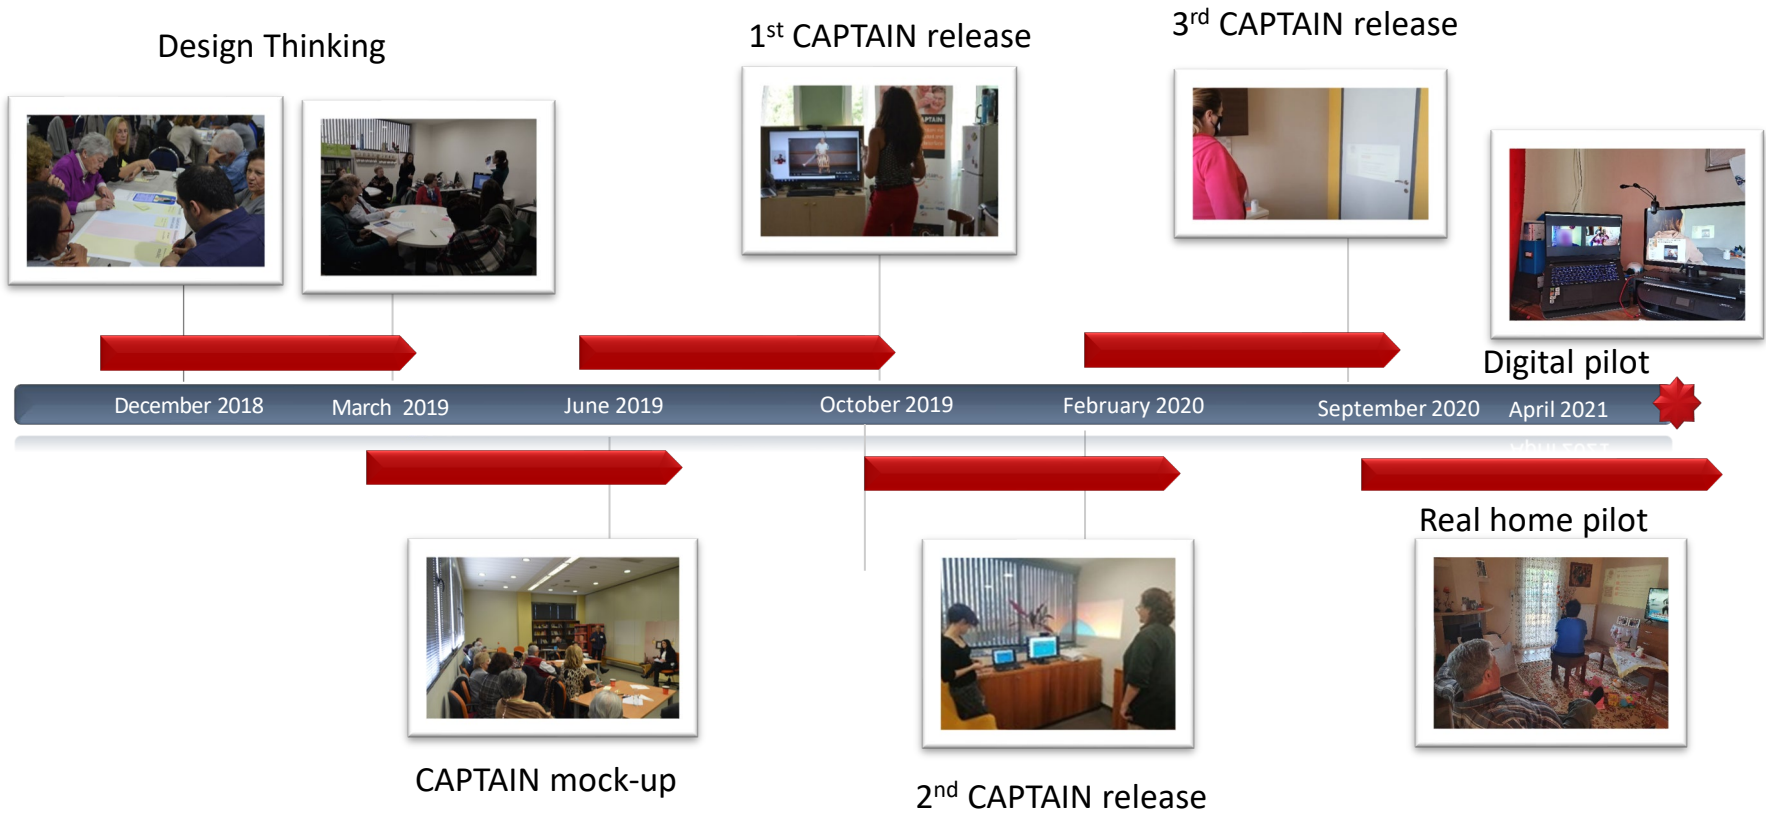 Design Thinking
1st CAPTAIN release
3rd CAPTAIN release
Digital pilot
December 2018
March 2019
June 2019
October 2019
February 2020
September 2020
April 2021
Real home pilot
CAPTAIN mock-up
2nd CAPTAIN release